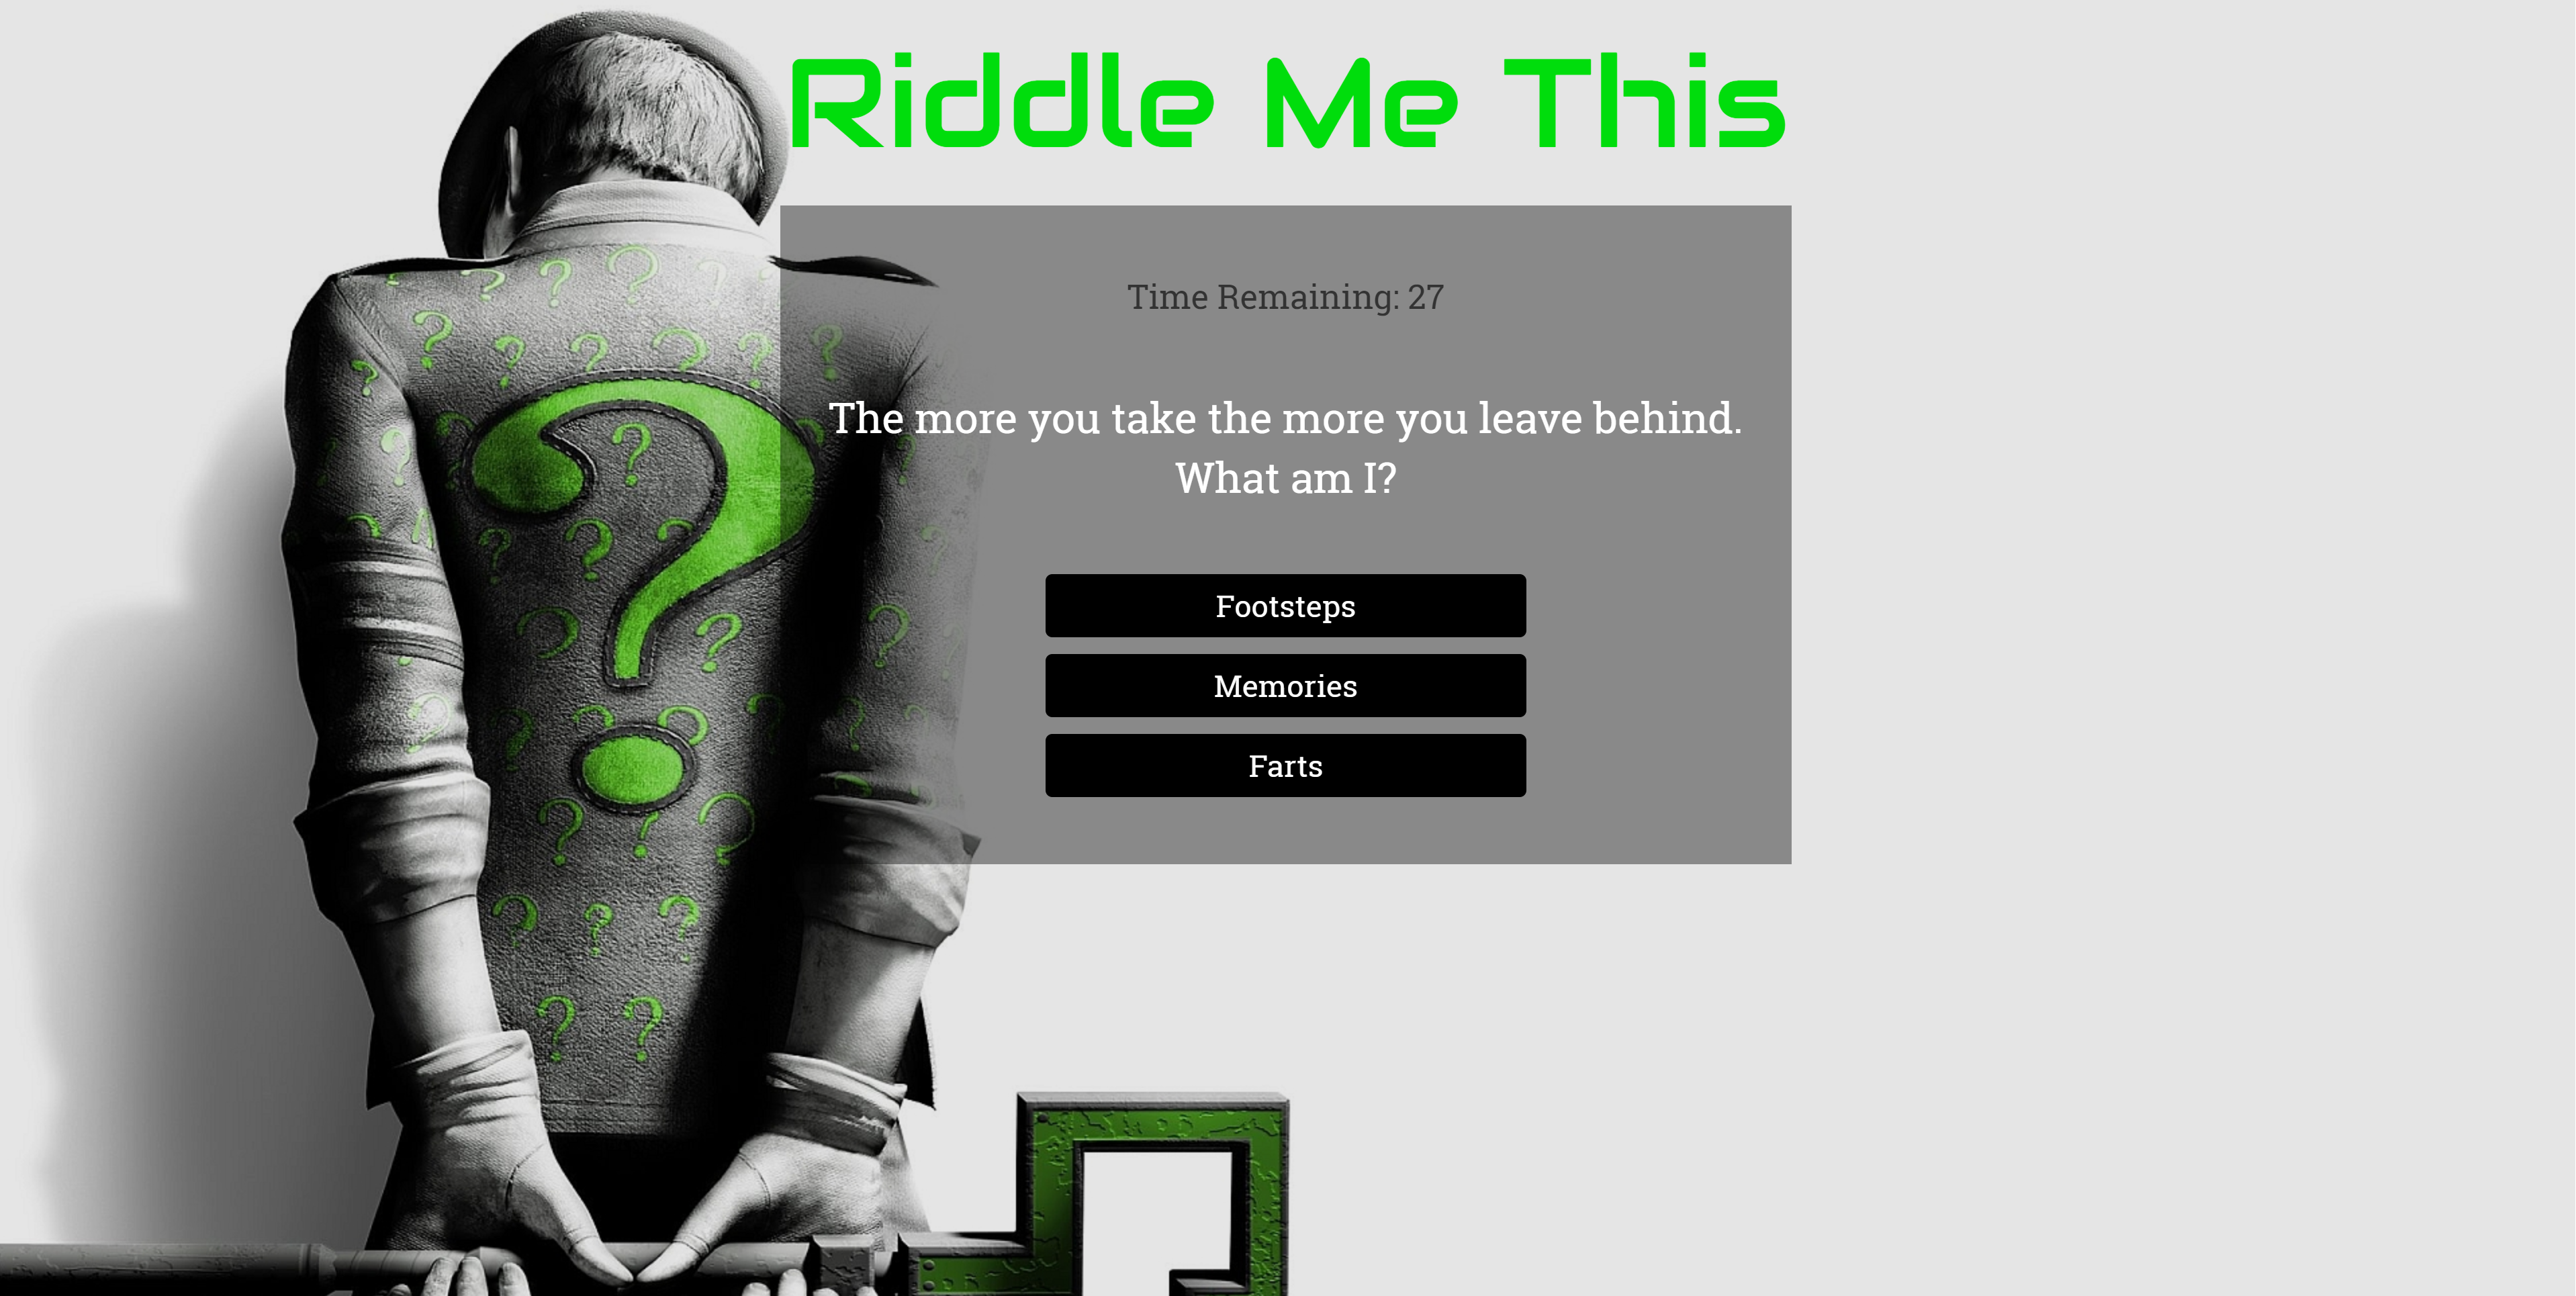 Riddle Me This
Time Remaining: 27
The more you take the more you leave behind.
What am I?
Footsteps
Memories
Farts